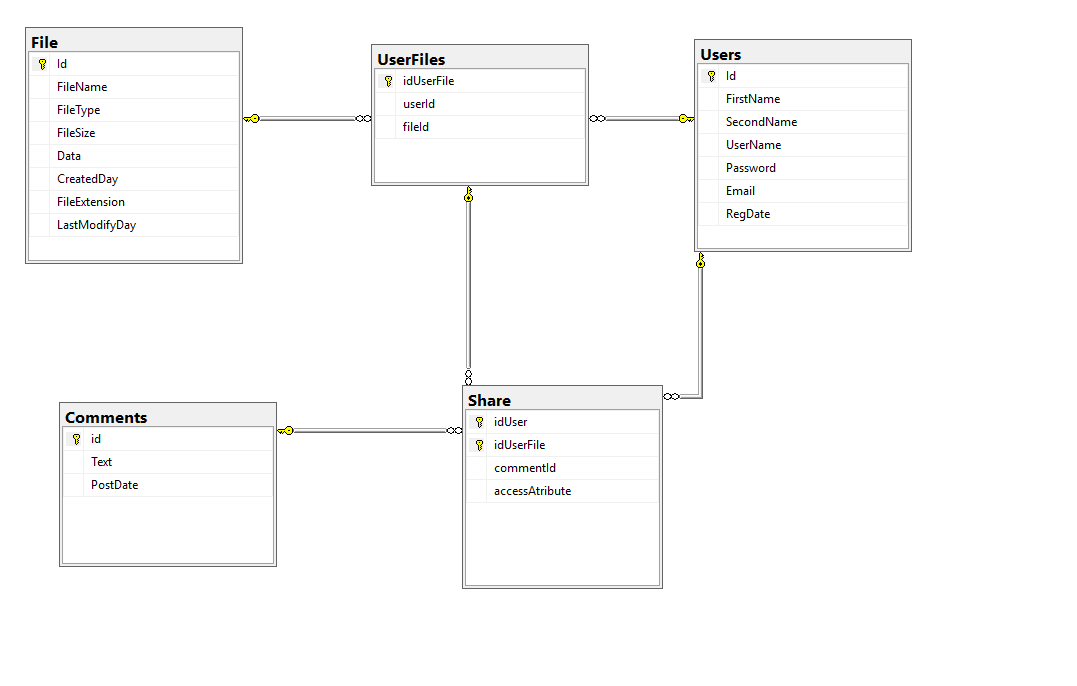 File
Id
FileName
FileType
FileSize
Data
CreatedDay
FileExtension
LastModifyDay
UserFiles
idUserFile
userId
fileId
Users
Id
FirstName
SecondName
UserName
Password
Email
RegDate
Comments
id
Text
PostDate
Share
idUser
idUserFile
commentId
accessAtribute